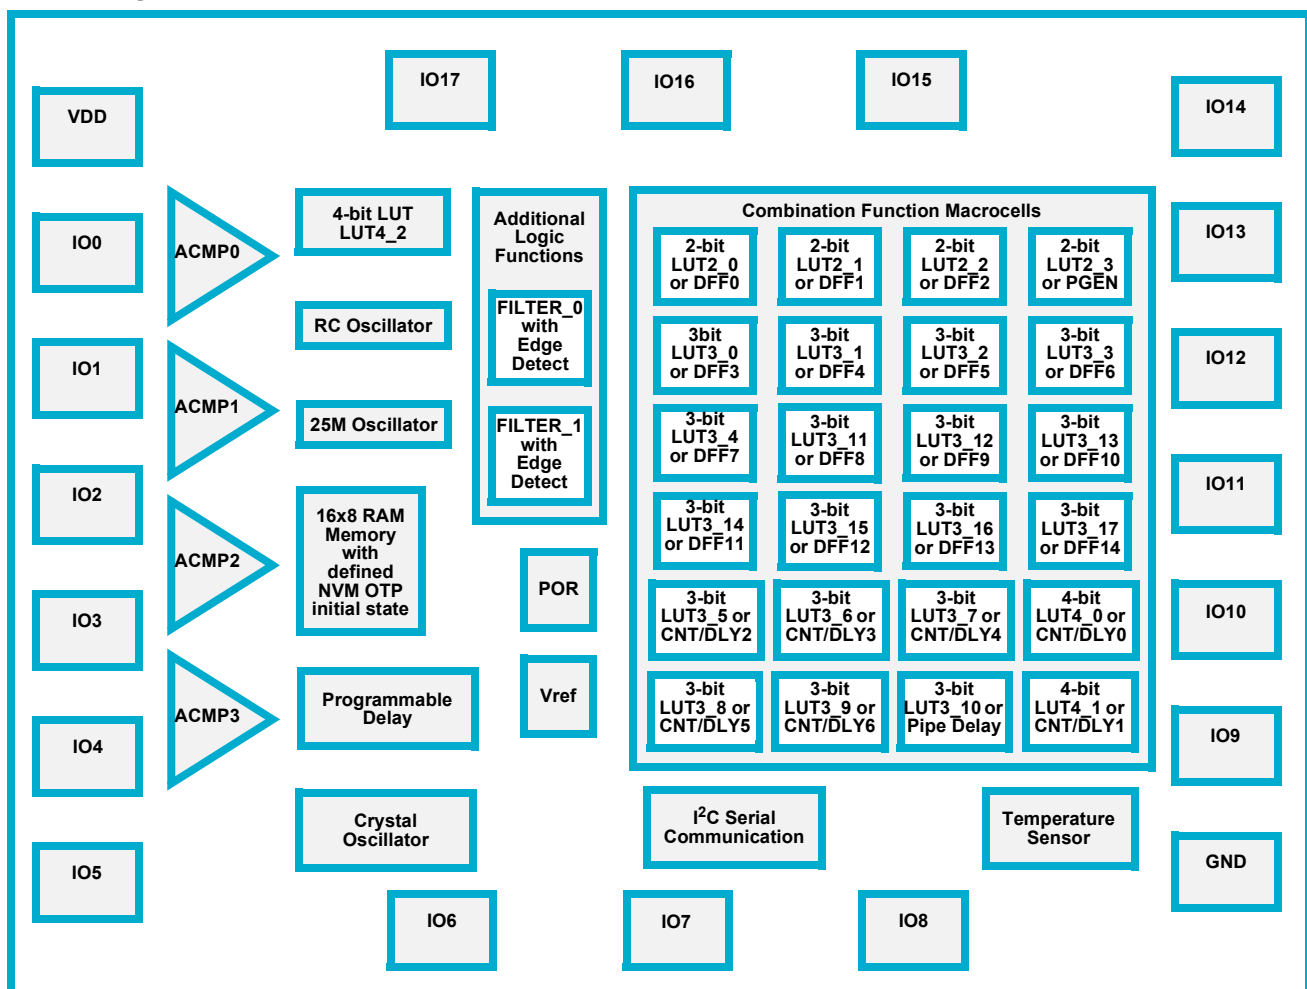 IO17
IO16
IO15
VDD
IO14
IO0
ACMP0
4-bit LUT
LUT4_2
Additional
Logic
Functions
FILTER_0
with
Edge
Detect
FILTER_1
with
Edge
Detect
RC Oscillator
IO1
ACMP1
25M Oscillator
IO2
ACMP2
16x8 RAM
Memory
with
defined
NVM OTP
initial state
POR
IO3
Vref
ACMP3
Programmable
Delay
IO4
Crystal
Oscillator
IO5
Combination Function Macrocells
2-bit
LUT2_0
or DFF0
2-bit
LUT2_1
or DFF1
2-bit
LUT2_2
or DFF2
2-bit
LUT2_3
or PGEN
3bit
LUT3_0
or DFF3
3-bit
LUT3_1
or DFF4
3-bit
LUT3_2
or DFF5
3-bit
LUT3_3
or DFF6
3-bit
LUT3_4
or DFF7
3-bit
LUT3_11
or DFF8
3-bit
LUT3_12
or DFF9
3-bit
LUT3_13
or DFF10
3-bit
LUT3_14
or DFF11
3-bit
LUT3_15
or DFF12
3-bit
LUT3_16
or DFF13
3-bit
LUT3_17
or DFF14
3-bit
LUT3_5 or
CNT/DLY2
3-bit
LUT3_6 or
CNT/DLY3
3-bit
LUT3_7 or
CNT/DLY4
4-bit
LUT4_0 or
CNT/DLY0
3-bit
LUT3_8 or
CNT/DLY5
3-bit
LUT3_9 or
CNT/DLY6
3-bit
LUT3_10 or
Pipe Delay
4-bit
LUT4_1 or
CNT/DLY1
I²C Serial
Communication
Temperature
Sensor
IO13
IO12
IO11
IO10
IO9
GND
IO6
IO7
IO8